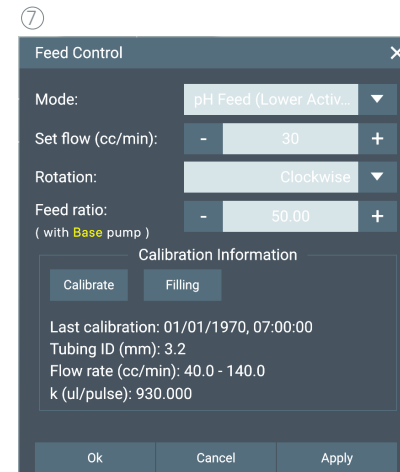 ⑦
Feed Control X
Mode: pH Feed (Lower Activ...
Set flow (cc/min): - 30 +
Rotation: Clockwise
Feed ratio: - 50.00 +
( with Base pump )
Calibration Information
Calibrate Filling
Last calibration: 01/01/1970, 07:00:00
Tubing ID (mm): 3.2
Flow rate (cc/min): 40.0 - 140.0
k (ul/pulse): 930.000
Ok Cancel Apply